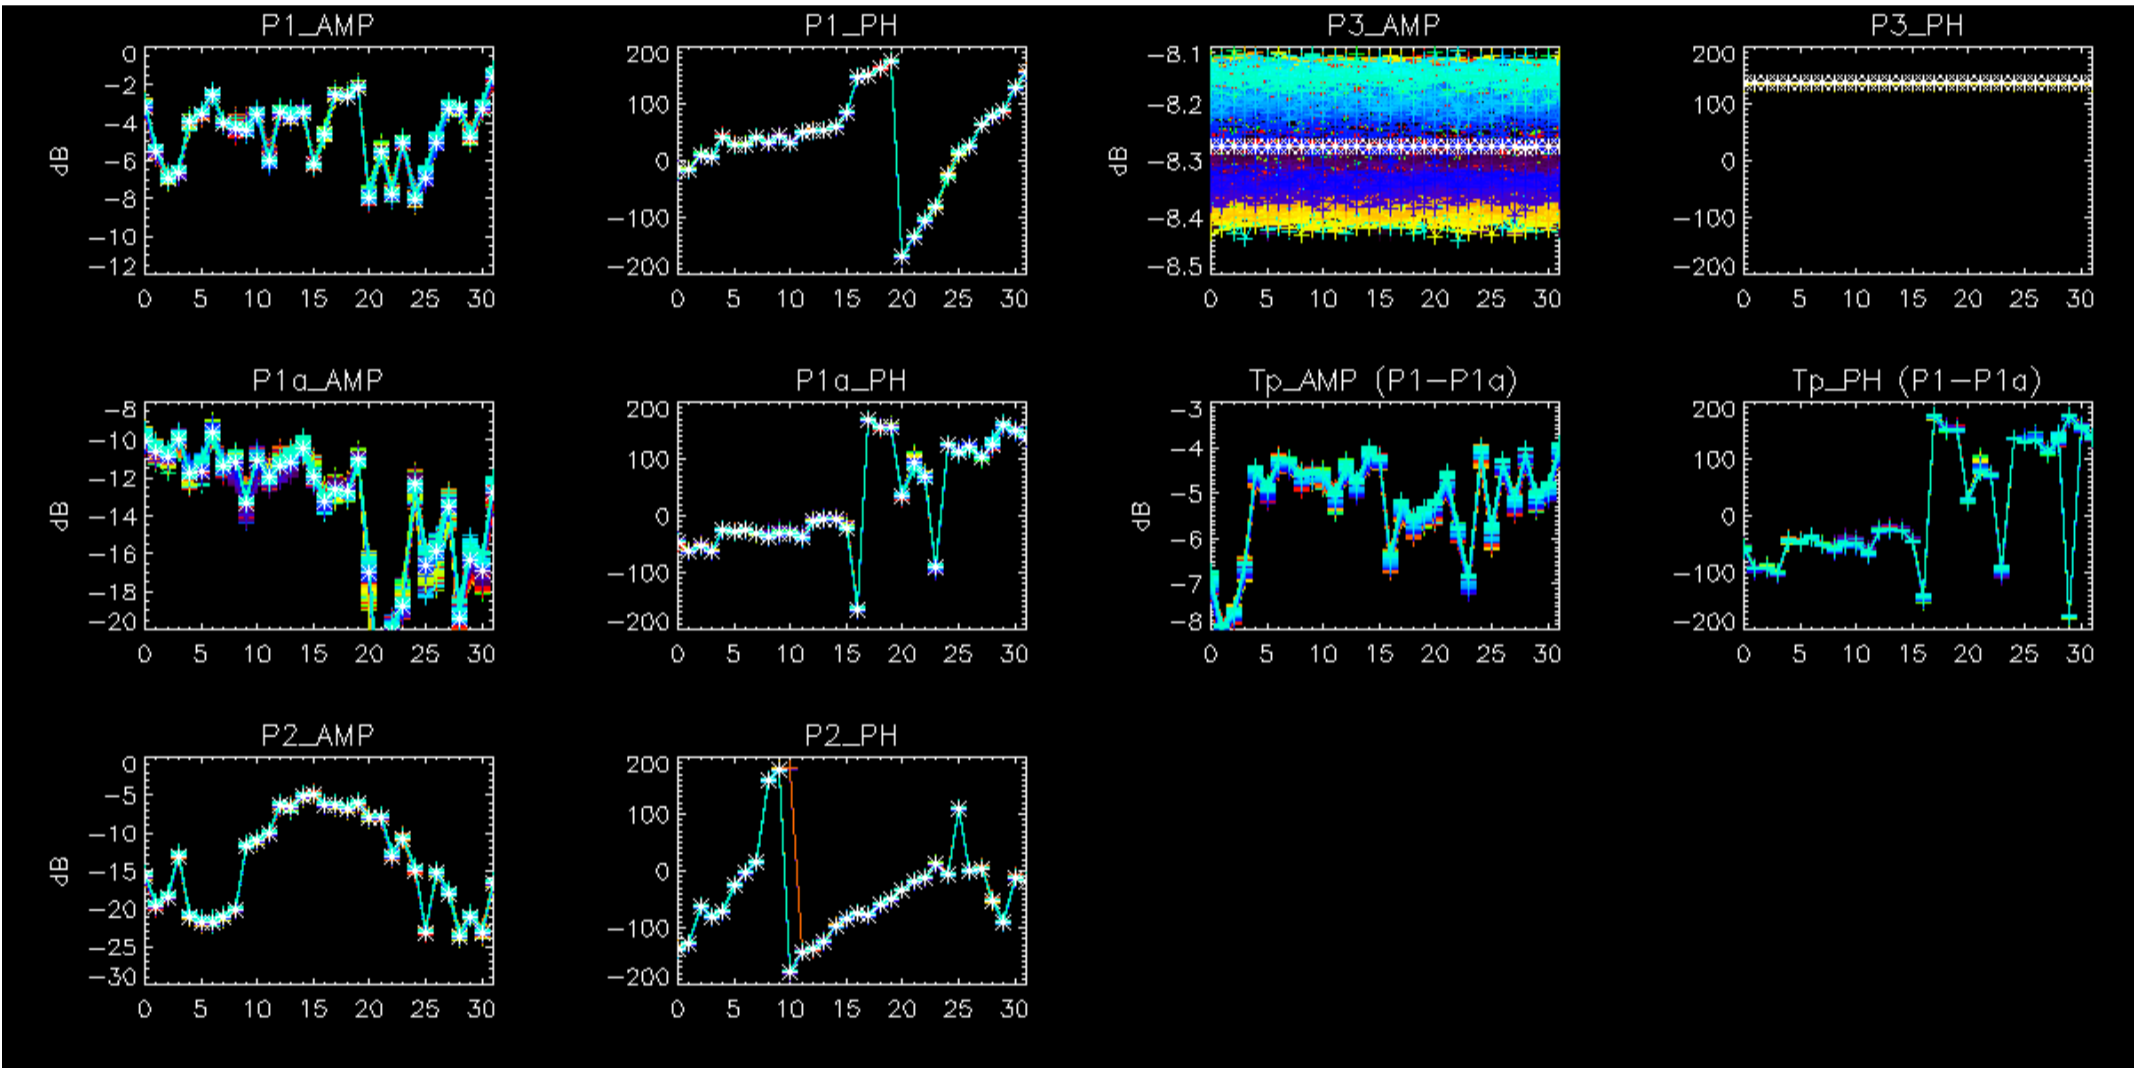 P1_AMP
dB
0
−2
−4
−6
−8
−10
−12
0 5 10 15 20 25 30
P1_PH
200
100
0
−100
−200
0 5 10 15 20 25 30
P3_AMP
dB
−8.1
−8.2
−8.3
−8.4
−8.5
0 5 10 15 20 25 30
P3_PH
200
100
0
−100
−200
0 5 10 15 20 25 30
P1a_AMP
dB
−8
−10
−12
−14
−16
−18
−20
0 5 10 15 20 25 30
P1a_PH
200
100
0
−100
−200
0 5 10 15 20 25 30
Tp_AMP (P1−P1a)
dB
−3
−4
−5
−6
−7
−8
0 5 10 15 20 25 30
Tp_PH (P1−P1a)
200
100
0
−100
−200
0 5 10 15 20 25 30
P2_AMP
dB
0
−5
−10
−15
−20
−25
−30
0 5 10 15 20 25 30
P2_PH
200
100
0
−100
−200
0 5 10 15 20 25 30